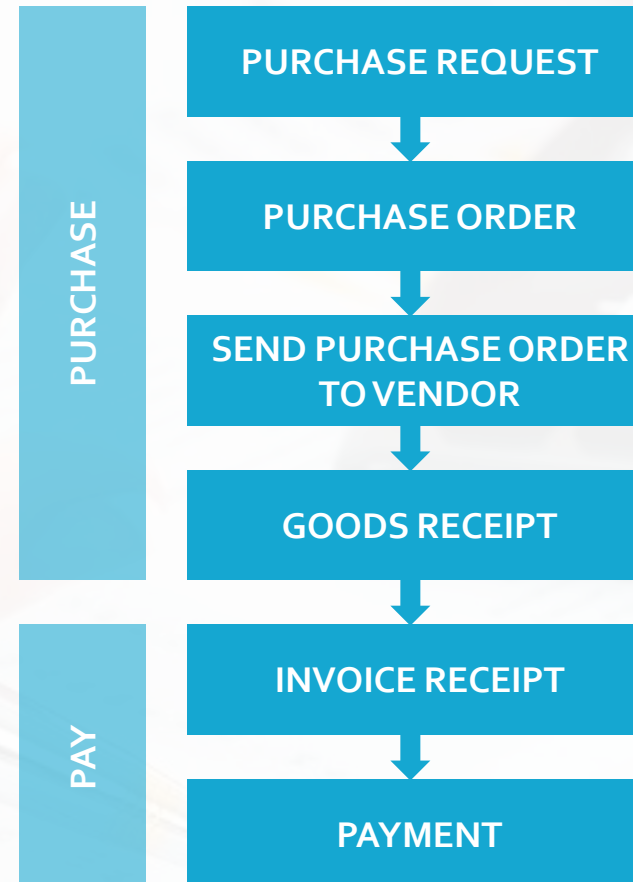 PURCHASE
PURCHASE REQUEST
PURCHASE ORDER
SEND PURCHASE ORDER
TO VENDOR
GOODS RECEIPT
PAY
INVOICE RECEIPT
PAYMENT